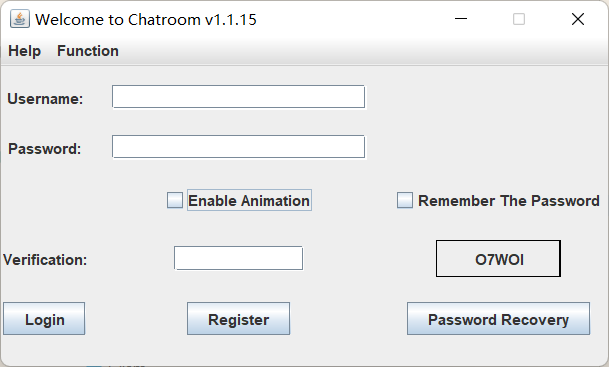 Welcome to Chatroom v1.1.15
Help Function
Username:
Password:
Enable Animation Remember The Password
Verification: O7WOI
Login Register Password Recovery